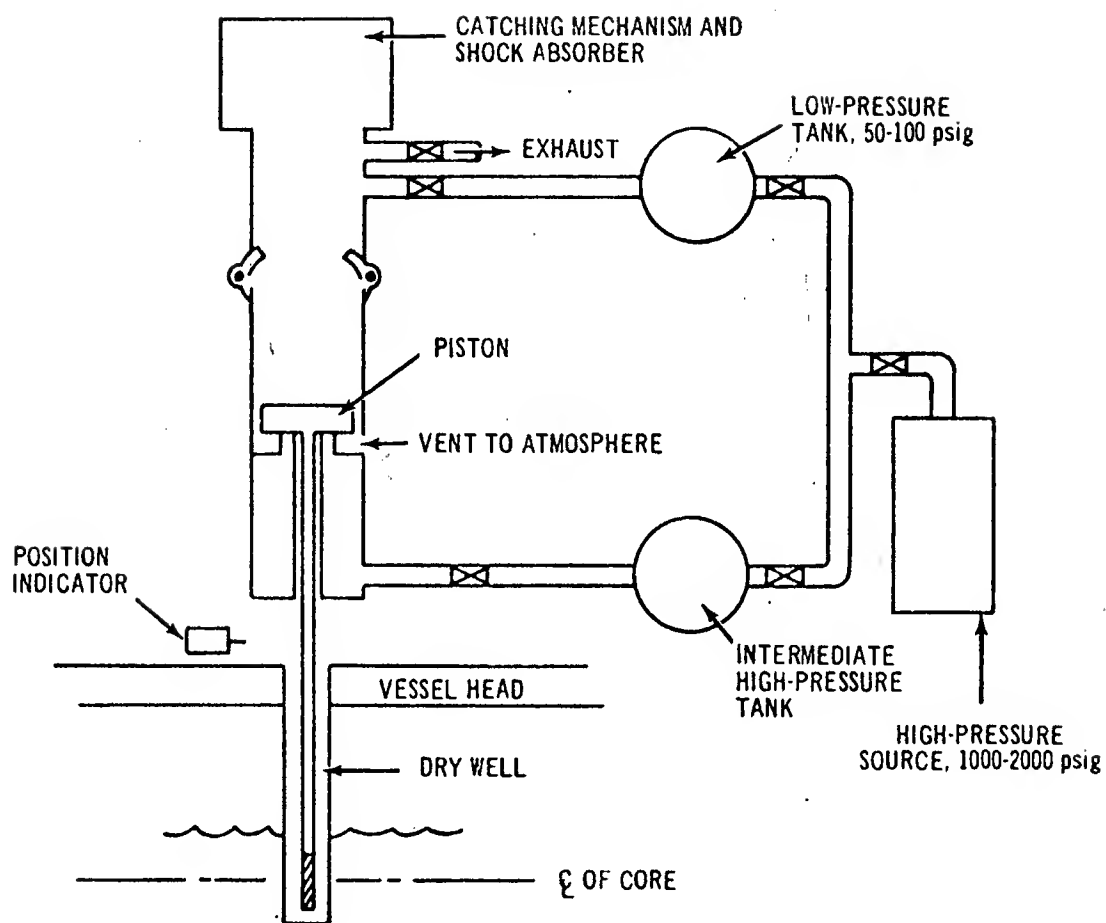 CATCHING MECHANISM AND
SHOCK ABSORBER
LOW-PRESSURE
TANK, 50-100 psig
EXHAUST
PISTON
VENT TO ATMOSPHERE
POSITION
INDICATOR
INTERMEDIATE
HIGH-PRESSURE
TANK
VESSEL HEAD
HIGH-PRESSURE
SOURCE, 1000-2000 psig
DRY WELL
℄ OF CORE